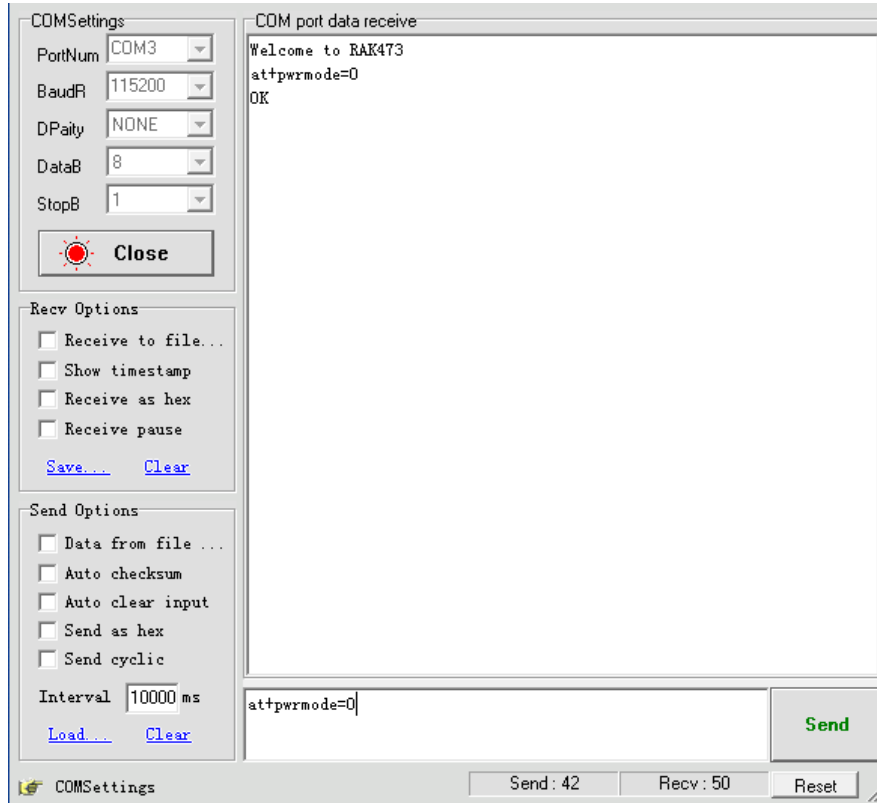 COMSettings
PortNum COM3
BaudR 115200
DPaity NONE
DataB 8
StopB 1
Close
Recv Options
Receive to file...
Show timestamp
Receive as hex
Receive pause
Save... Clear
Send Options
Data from file ...
Auto checksum
Auto clear input
Send as hex
Send cyclic
Interval 10000 ms
Load... Clear
COM port data receive
Welcome to RAK473
at+pwrmode=0
OK
at+pwrmode=0
Send
COMSettings
Send : 42
Recv : 50
Reset